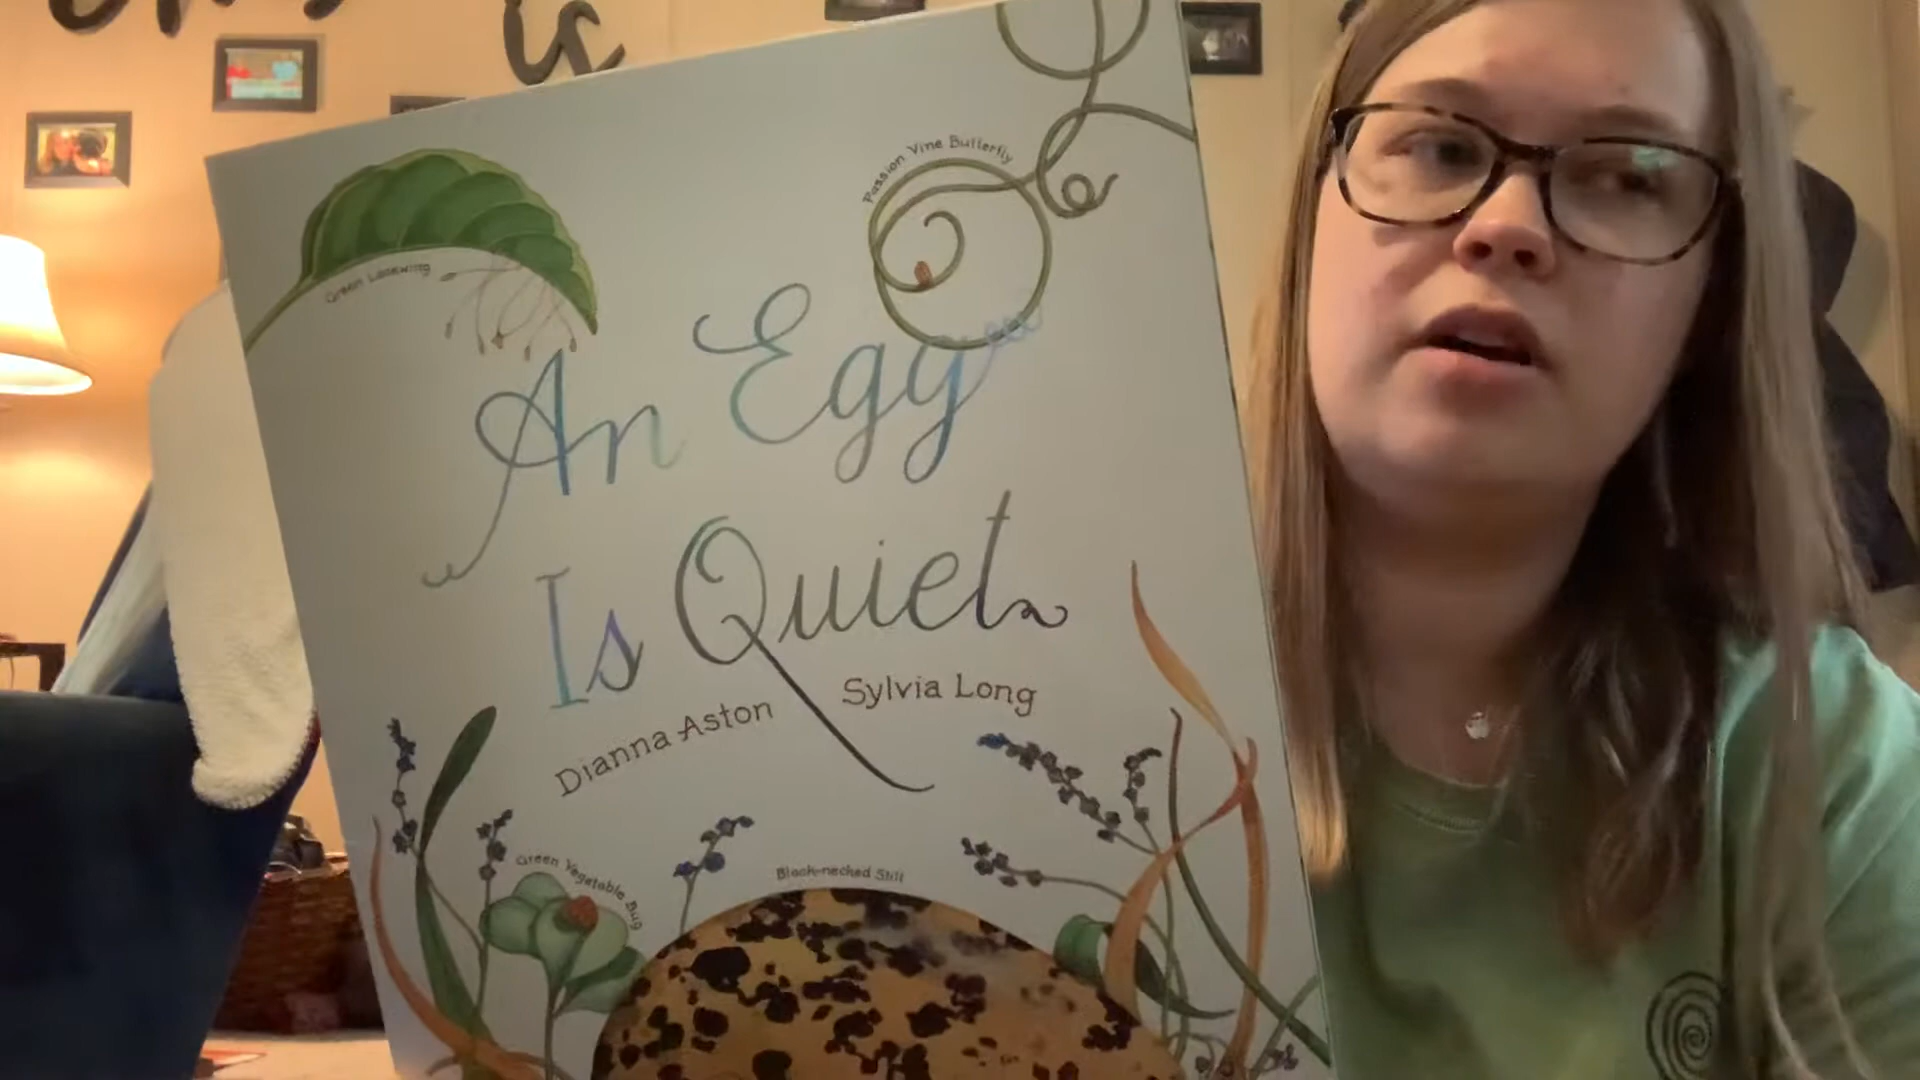 is
Passion Vine Butterfly
Green Lacewing
An Egg
Is Quiet
Dianna Aston
Sylvia Long
Green Vegetable Bug
Black-necked Stilt